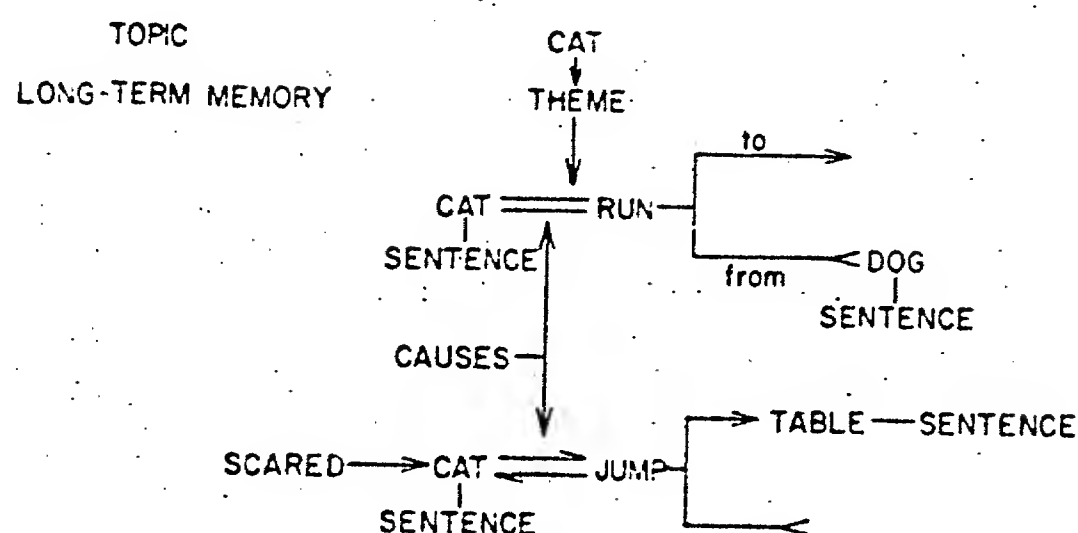 TOPIC
CAT
LONG-TERM MEMORY
THEME
to
CAT RUN
SENTENCE
from
DOG
SENTENCE
CAUSES
TABLE SENTENCE
SCARED CAT JUMP
SENTENCE